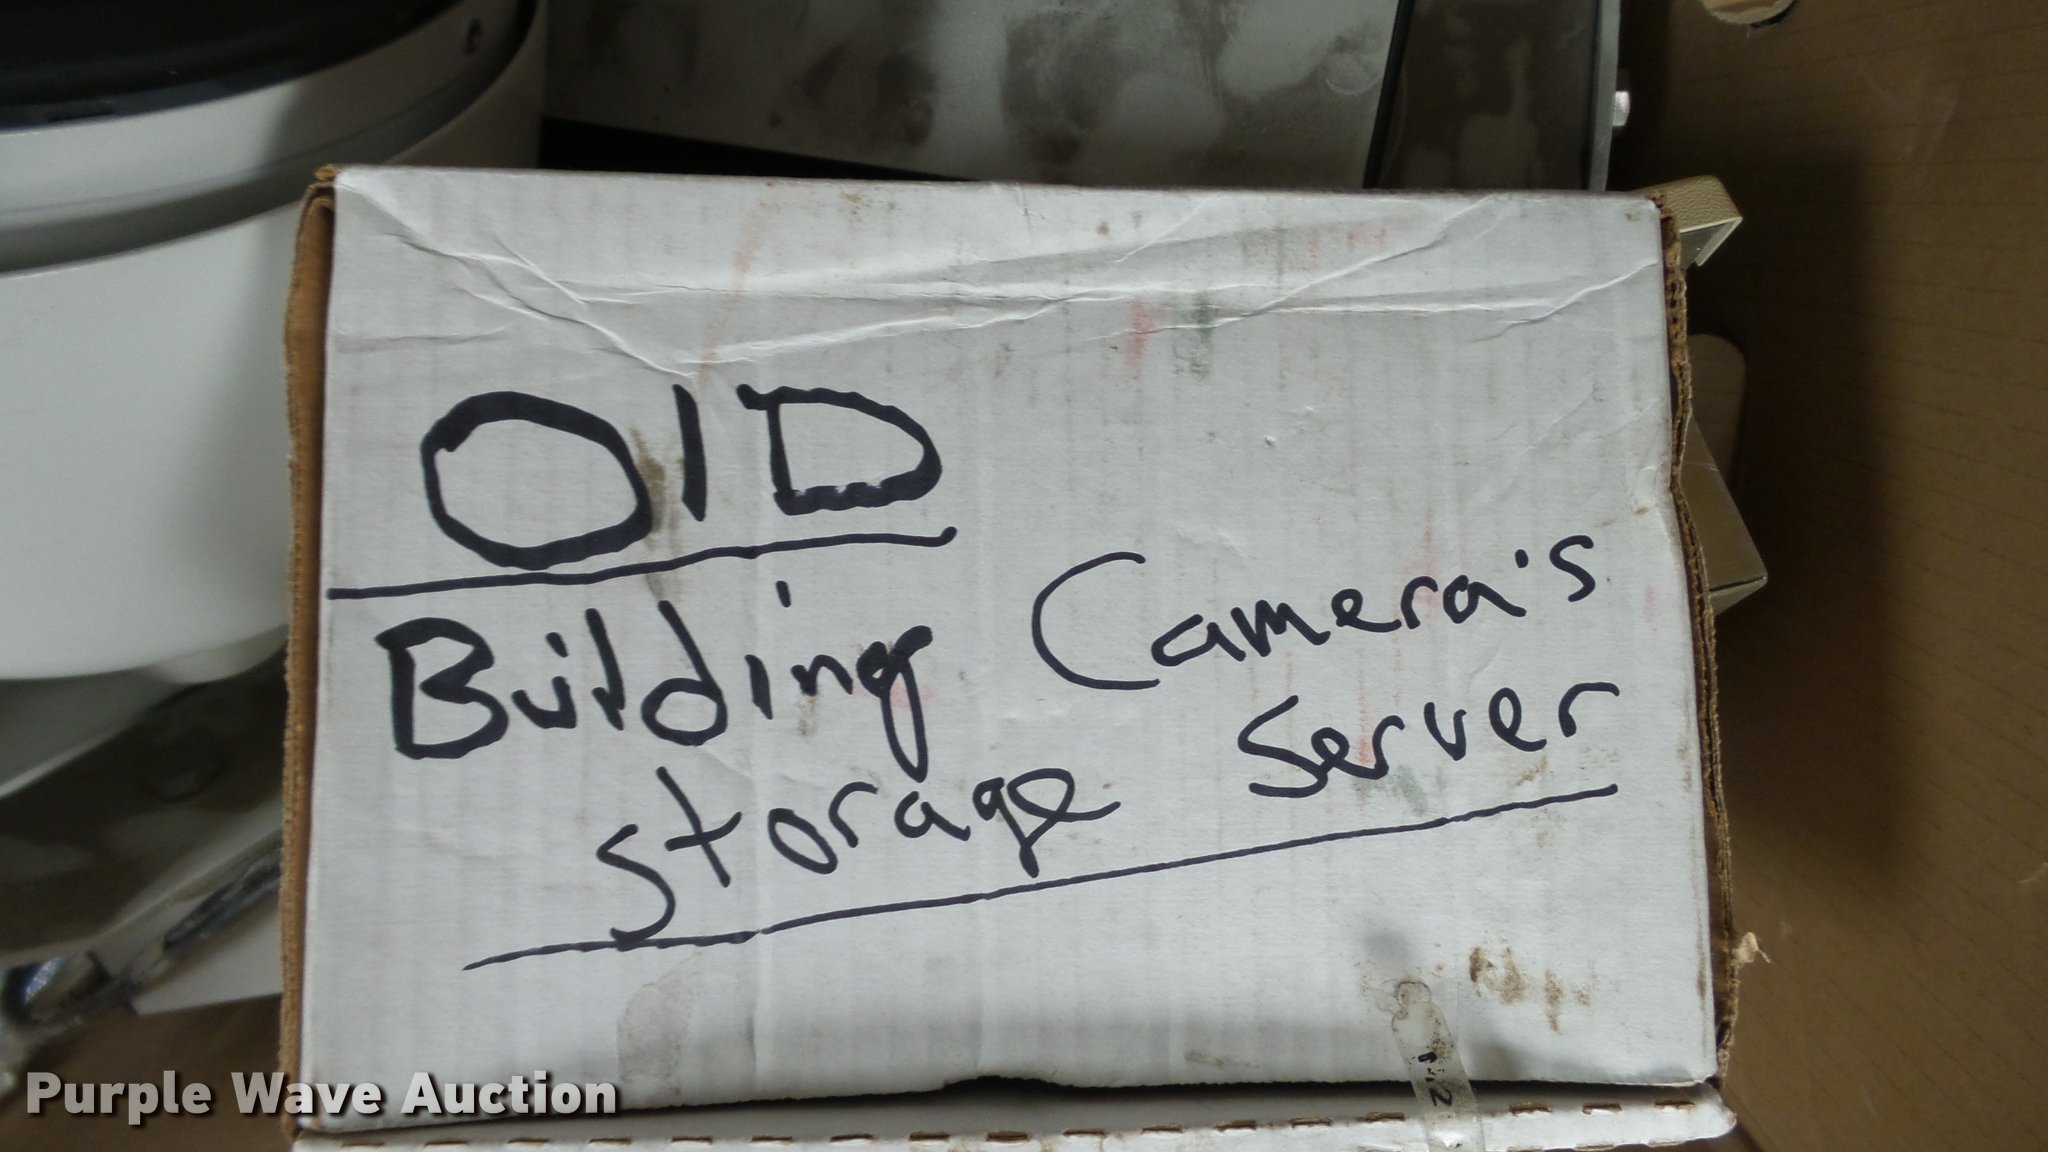 OlD
Building Camera's
Storage Server
Purple Wave Auction